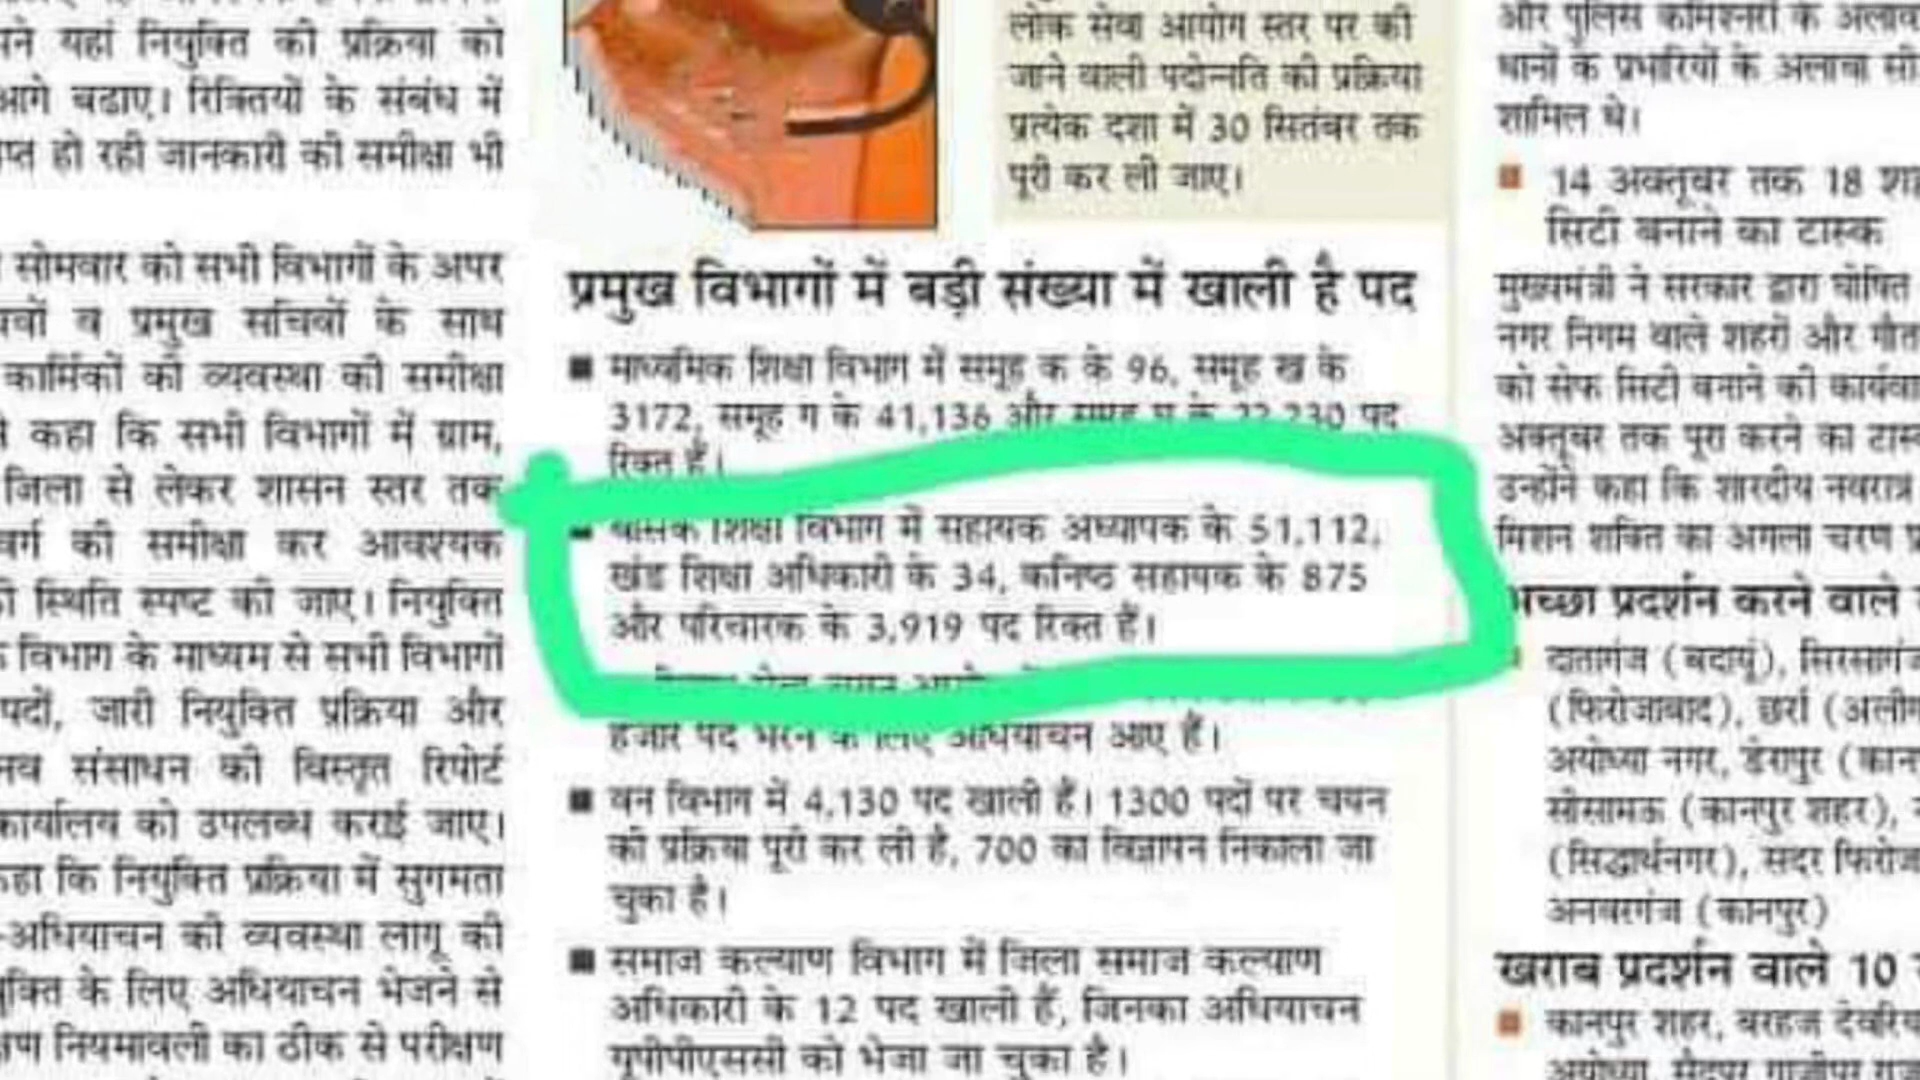 यहां नियुक्ति की प्रक्रिया को
आगे बढाए। रिक्तियों के संबंध में
हो रही जानकारी की समीक्षा भी
सोमवार को सभी विभागों के अपर
व प्रमुख सचिवों के साथ
कार्मिकों की व्यवस्था की समीक्षा
कहा कि सभी विभागों में ग्राम,
जिला से लेकर शासन स्तर तक
वर्ग की समीक्षा कर आवश्यक
स्थिति स्पष्ट की जाए। नियुक्ति
विभाग के माध्यम से सभी विभागों
पदों, जारी नियुक्ति प्रक्रिया और
संसाधन की विस्तृत रिपोर्ट
कार्यालय को उपलब्ध कराई जाए।
कि नियुक्ति प्रक्रिया में सुगमता
-अधियाचन की व्यवस्था लागू की
के लिए अधियाचन भेजने से
नियमावली का ठीक से परीक्षण
लोक सेवा आयोग स्तर पर की
जाने वाली पदोन्नति की प्रक्रिया
प्रत्येक दशा में 30 सितंबर तक
पूरी कर ली जाए।
प्रमुख विभागों में बड़ी संख्या में खाली है पद
■ माध्यमिक शिक्षा विभाग में समूह क के 96, समूह ख के
3172, समूह ग के 41,136 और समूह घ के पद
रिक्त हैं।
शिक्षा विभाग में सहायक अध्यापक के 51,112,
खंड शिक्षा अधिकारी के 34, कनिष्ठ सहायक के 875
और परिचारक के 3,919 पद रिक्त हैं।
हजार पद भरने के लिए अधियाचन आए हैं।
■ वन विभाग में 4,130 पद खाली हैं। 1300 पदों पर चयन
की प्रक्रिया पूरी कर ली है, 700 का विज्ञापन निकाला जा
चुका है।
■ समाज कल्याण विभाग में जिला समाज कल्याण
अधिकारी के 12 पद खाली हैं, जिनका अधियाचन
यूपीपीएससी को भेजा जा चुका है।
और पुलिस कमिश्नरों के
थानों के प्रभारियों के अलावा
शामिल थे।
■ 14 अक्तूबर तक 18
सिटी बनाने का टास्क
मुख्यमंत्री ने सरकार द्वारा घोषित
नगर निगम वाले शहरों और
को सेफ सिटी बनाने की
अक्तूबर तक पूरा करने का
उन्होंने कहा कि शारदीय नवरात्र
मिशन शक्ति का अगला चरण
प्रदर्शन करने वाले
दातागंज (बदायूं),
(फिरोजाबाद), छर्रा
अयोध्या नगर, डेरापुर
सीसामऊ (कानपुर शहर),
(सिद्धार्थनगर), सदर
अनवरगंज (कानपुर)
खराब प्रदर्शन वाले 10
■ कानपुर शहर, बरहज